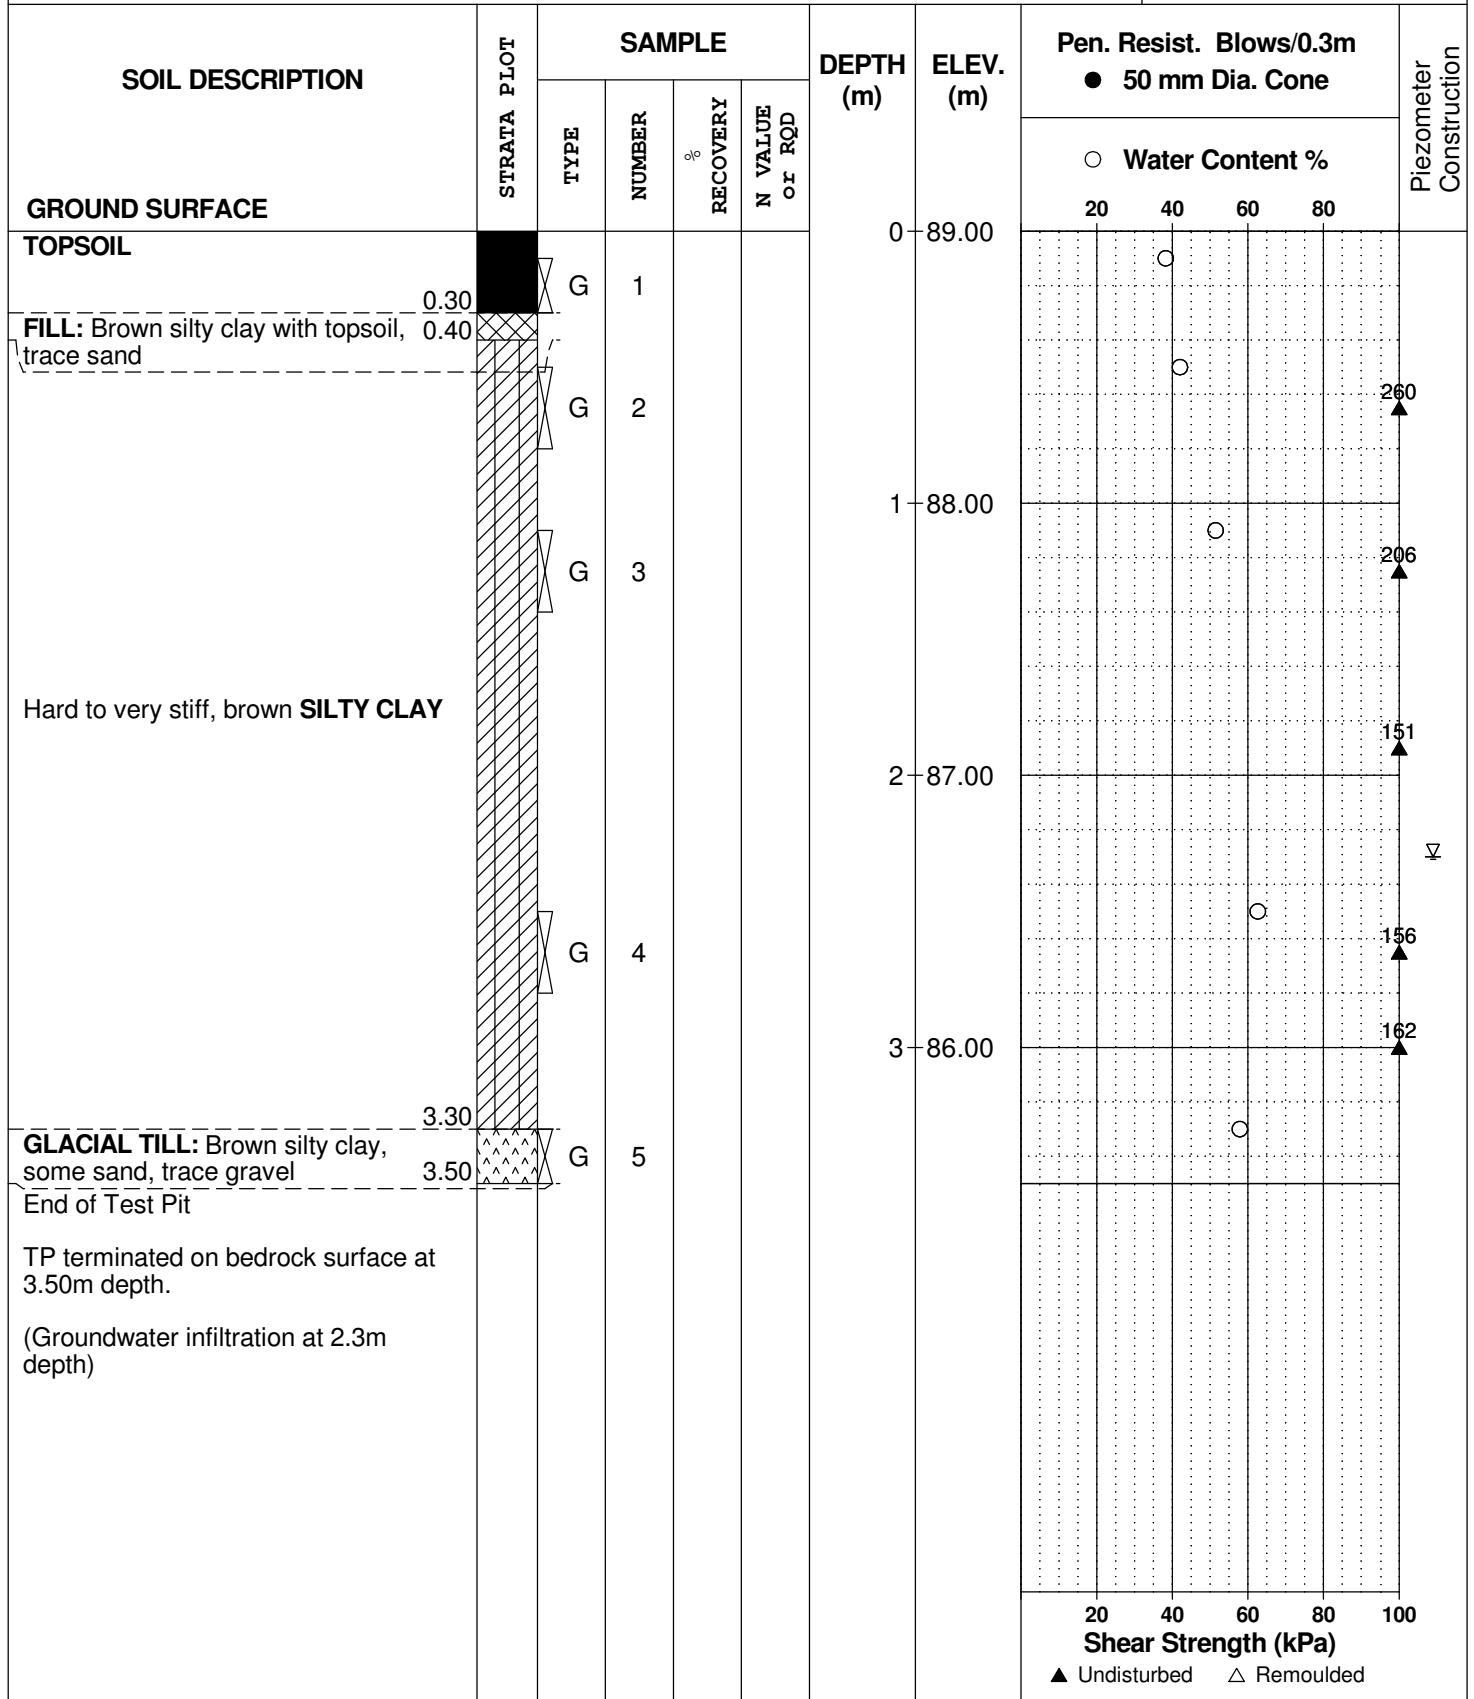 SOIL DESCRIPTION
GROUND SURFACE
STRATA PLOT
SAMPLE
TYPE
NUMBER
%
RECOVERY
N VALUE
or RQD
DEPTH
(m)
ELEV.
(m)
Pen. Resist. Blows/0.3m
● 50 mm Dia. Cone
○ Water Content %
20 40 60 80
Piezometer
Construction
TOPSOIL
0.30
FILL: Brown silty clay with topsoil, 0.40
trace sand
Hard to very stiff, brown SILTY CLAY
3.30
GLACIAL TILL: Brown silty clay,
some sand, trace gravel 3.50
End of Test Pit
TP terminated on bedrock surface at
3.50m depth.
(Groundwater infiltration at 2.3m
depth)
G 1
G 2
G 3
G 4
G 5
0 89.00
1 88.00
2 87.00
3 86.00
260
206
151
156
162
20 40 60 80 100
Shear Strength (kPa)
▲ Undisturbed △ Remoulded